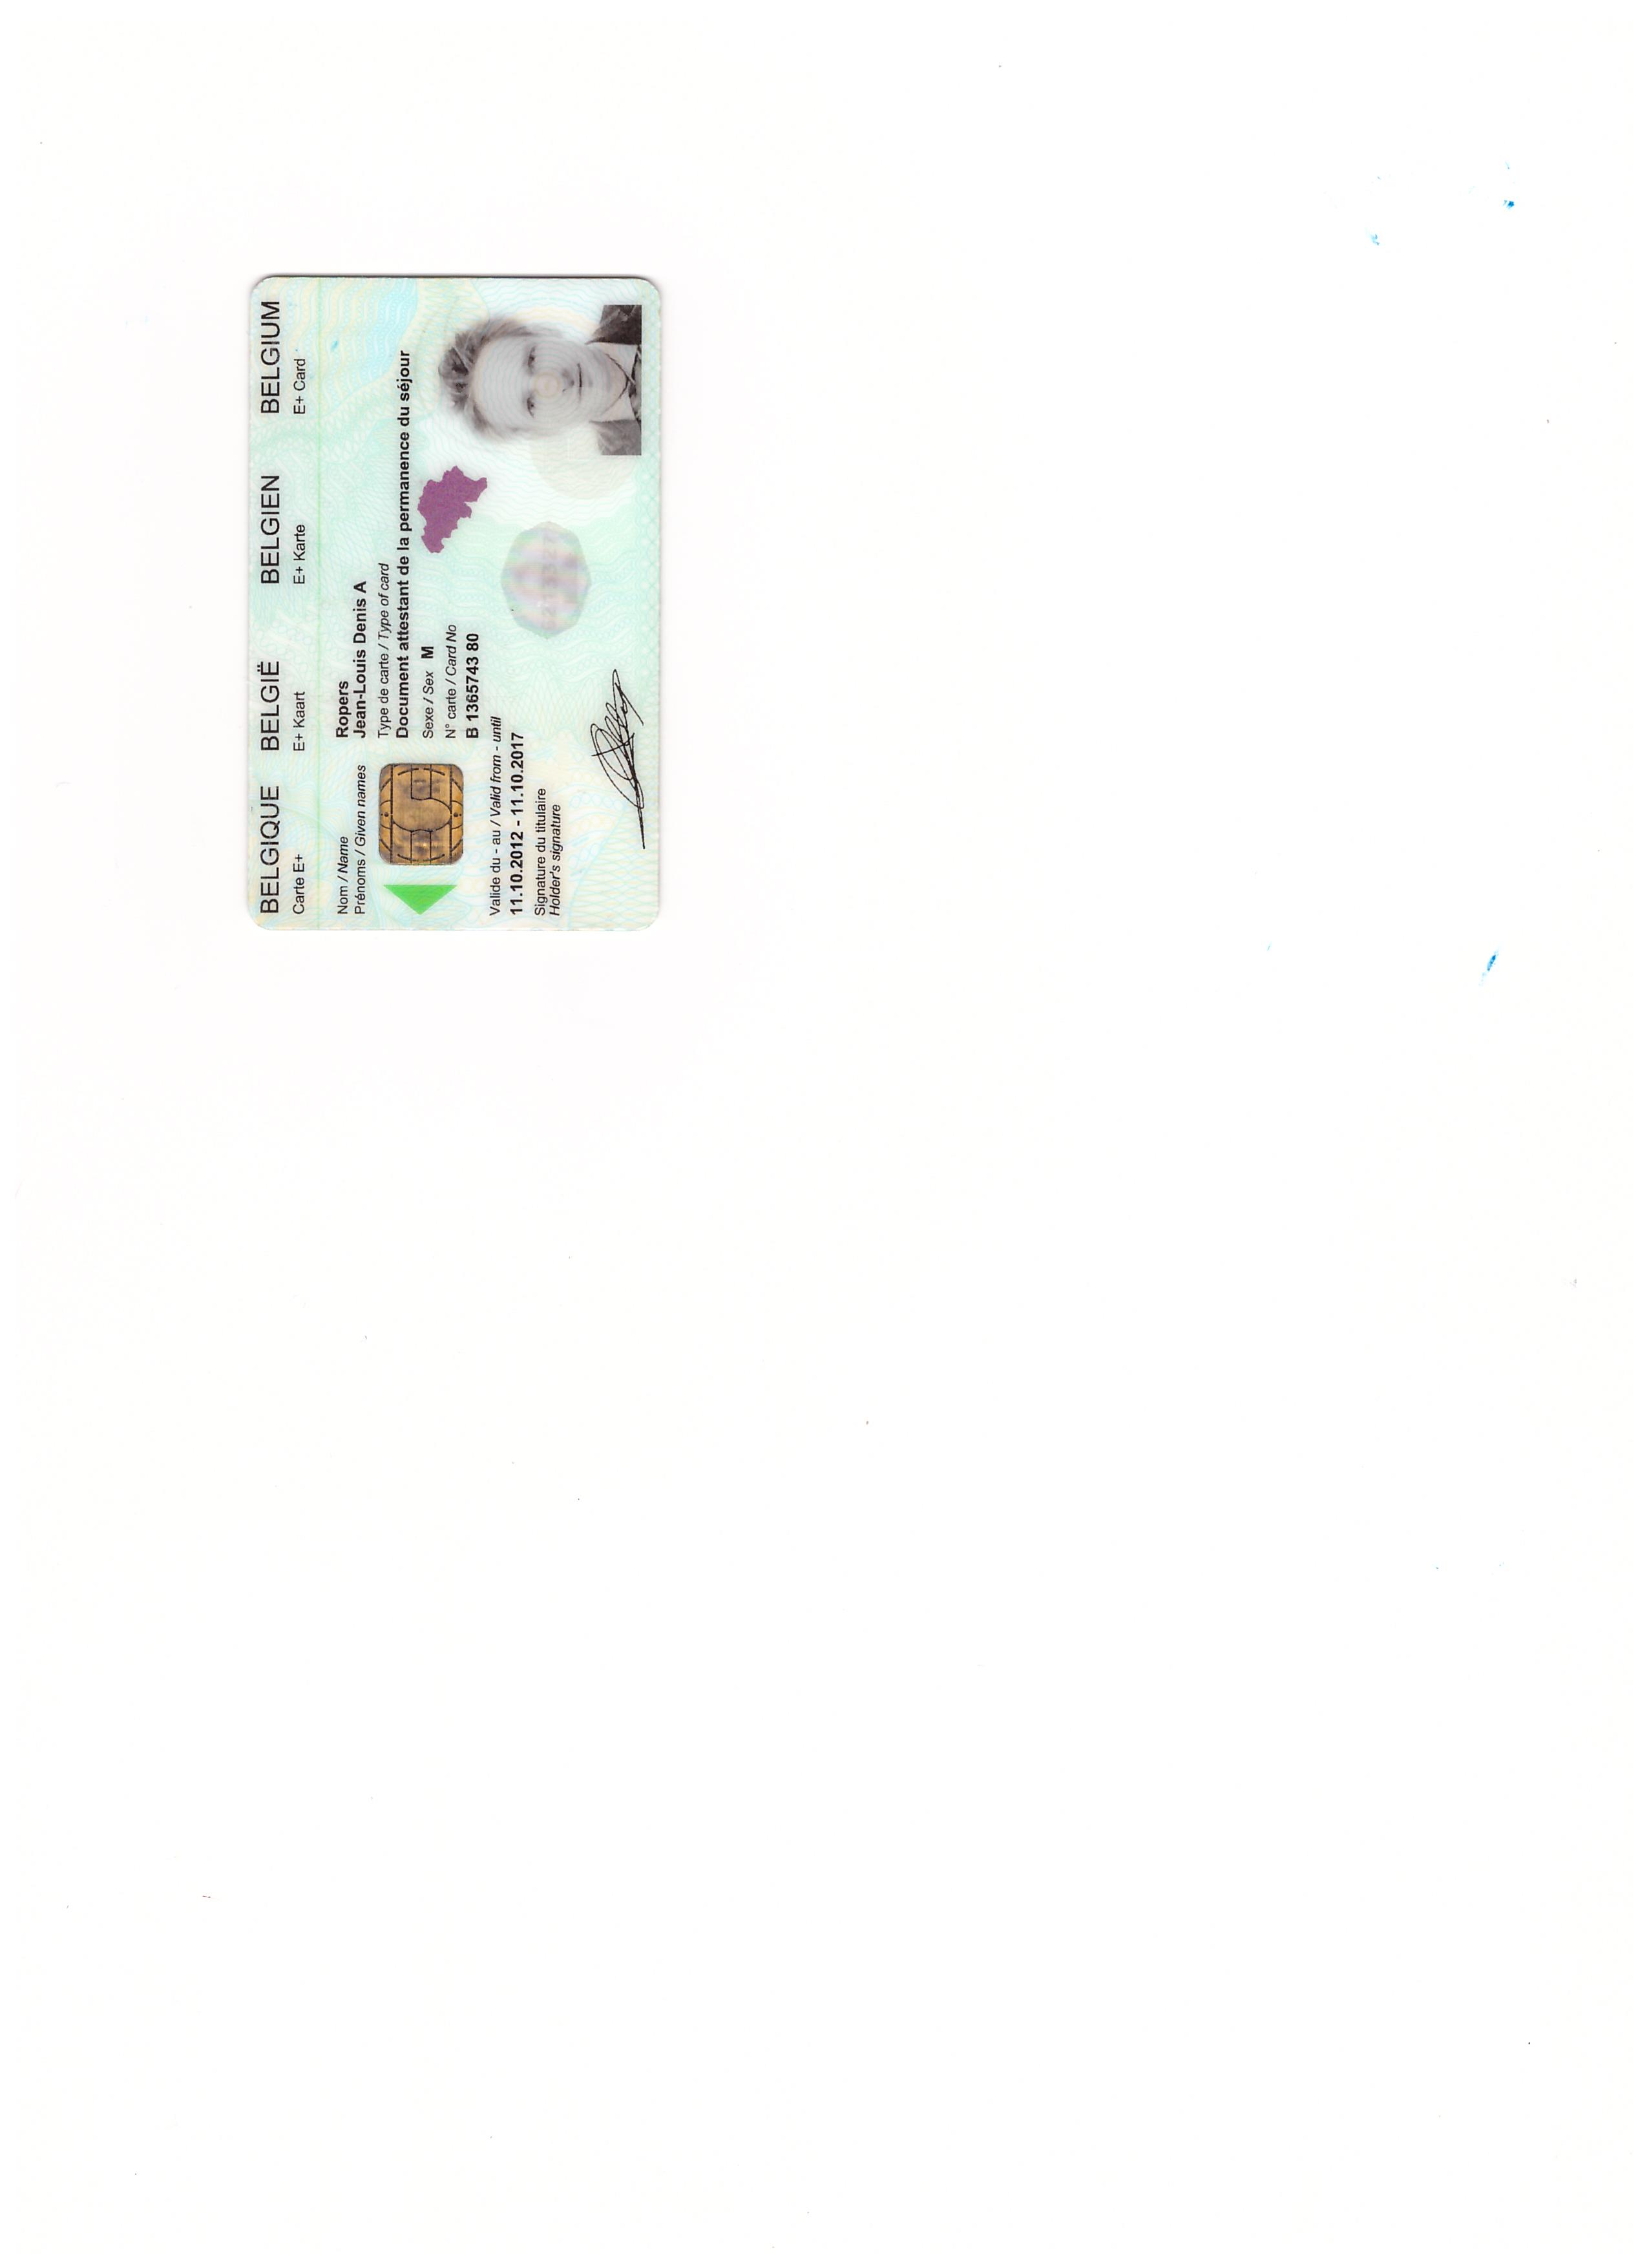 BELGIQUE BELGIË BELGIEN BELGIUM
Carte E+ E+ Kaart E+ Karte E+ Card
Nom / Name Ropers
Prénoms / Given names Jean-Louis Denis A
Type de carte / Type of card
Document attestant de la permanence du séjour
Sexe / Sex M
N° carte / Card No
B 1365743 80
Valide du - au / Valid from - until
11.10.2012 - 11.10.2017
Signature du titulaire
Holder's signature